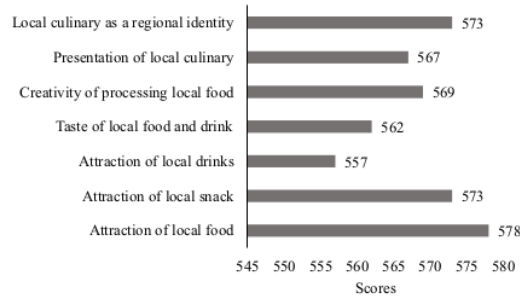 Local culinary as a regional identity 573
Presentation of local culinary 567
Creativity of processing local food 569
Taste of local food and drink 562
Attraction of local drinks 557
Attraction of local snack 573
Attraction of local food 578
545 550 555 560 565 570 575 580
Scores